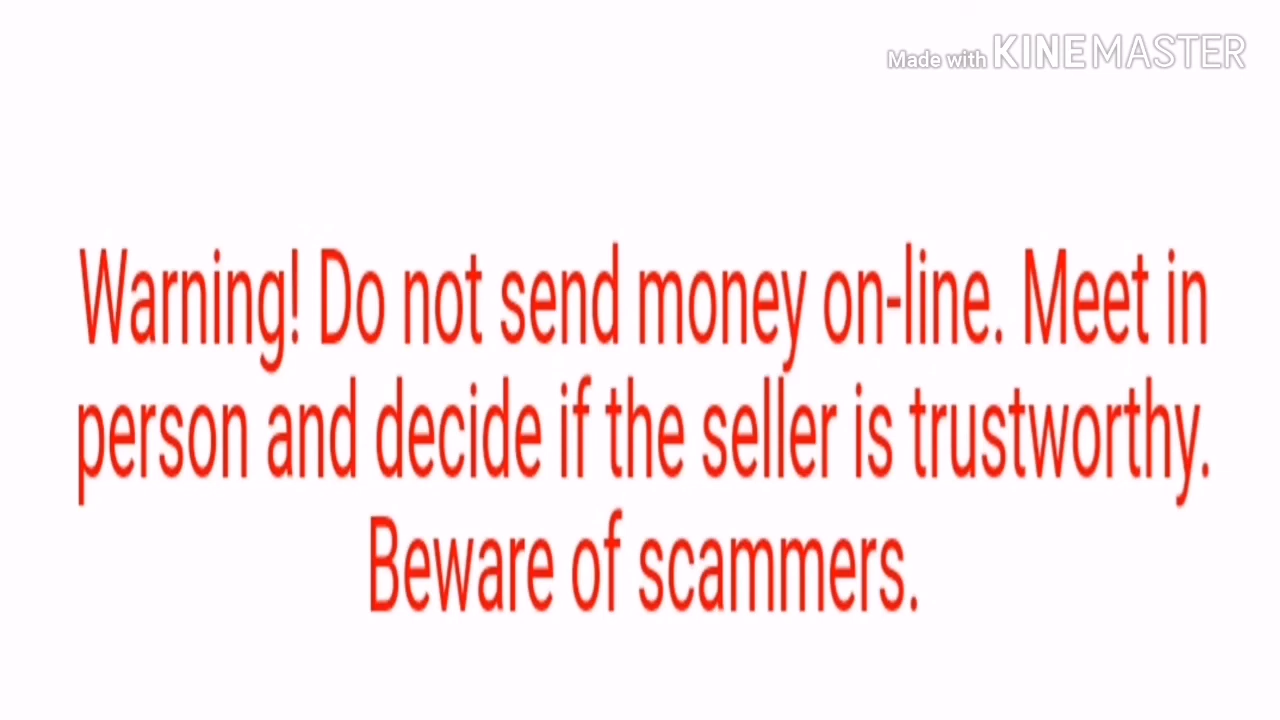 Made with KINEMASTER
Warning! Do not send money on-line. Meet in
person and decide if the seller is trustworthy.
Beware of scammers.